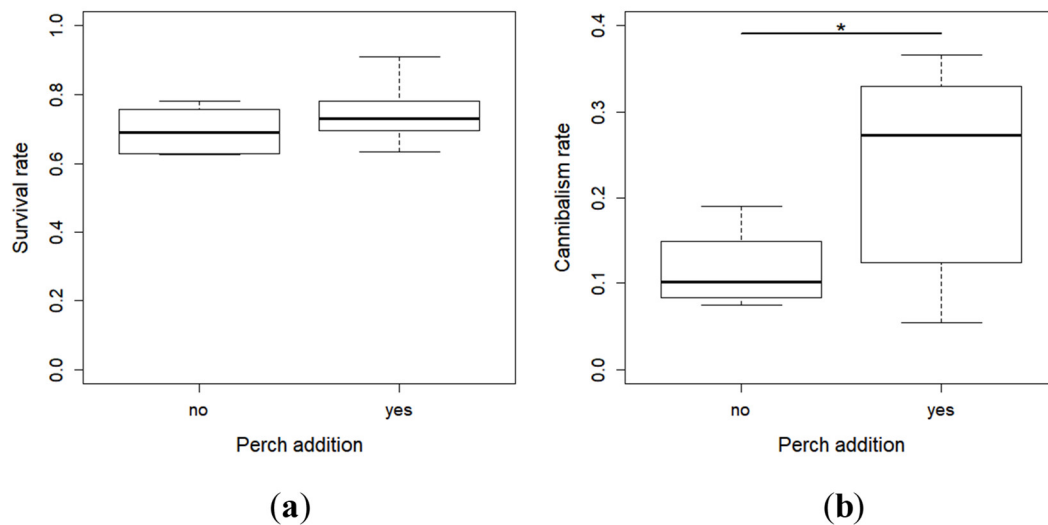 1.0
0.8
0.6
0.4
0.2
0.0
Survival rate
no yes
Perch addition
(a)
*
0.4
0.3
0.2
0.1
0.0
Cannibalism rate
no yes
Perch addition
(b)